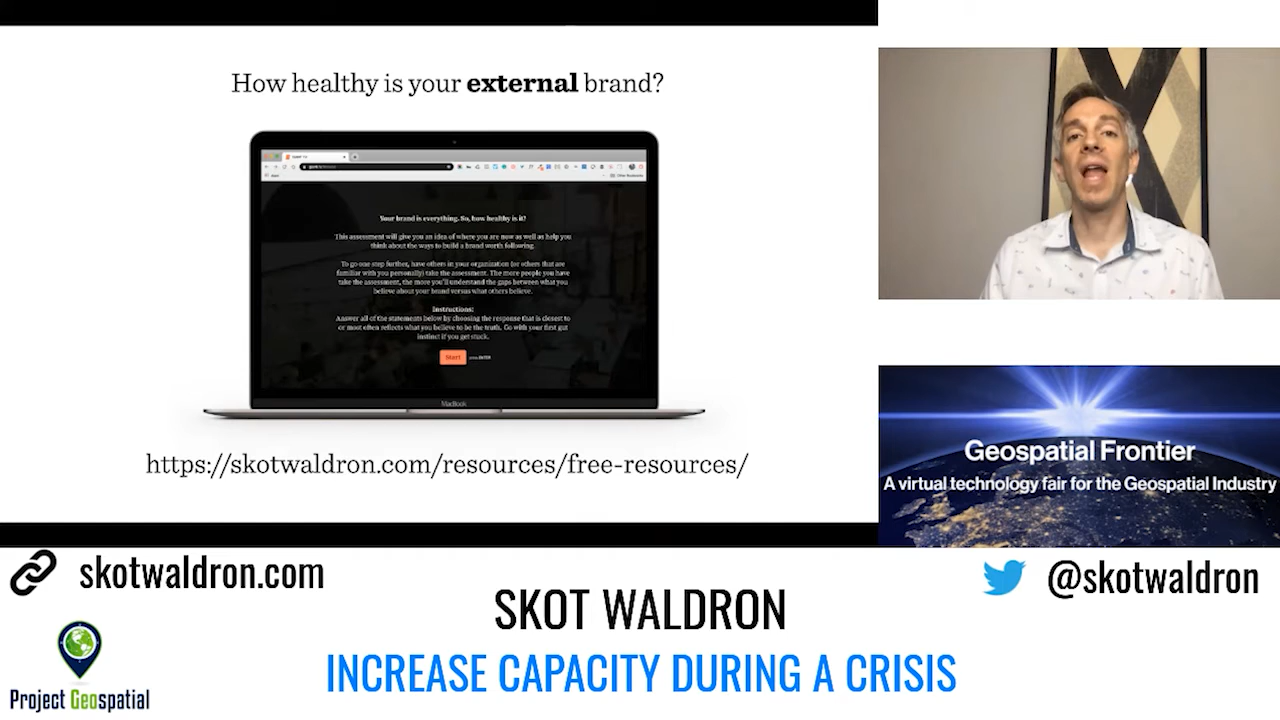 How healthy is your external brand?
Your brand is everything. So, how healthy is it?
This assessment will give you an idea of where you are now as well as help you
think about the ways to build a brand worth following.
To go one step further, have others in your organization (or others that are
familiar with you personally) take the assessment. The more people you have
take the assessment, the more you'll understand the gaps between what you
believe about your brand versus what others believe.
Instructions:
Answer all of the statements below by choosing the response that is closest to
or most often reflects what you believe to be the truth. Go with your first gut
instinct if you get stuck.
Start
press ENTER
MacBook
https://skotwaldron.com/resources/free-resources/
Geospatial Frontier
A virtual technology fair for the Geospatial Industry
skotwaldron.com
@skotwaldron
SKOT WALDRON
INCREASE CAPACITY DURING A CRISIS
Project Geospatial